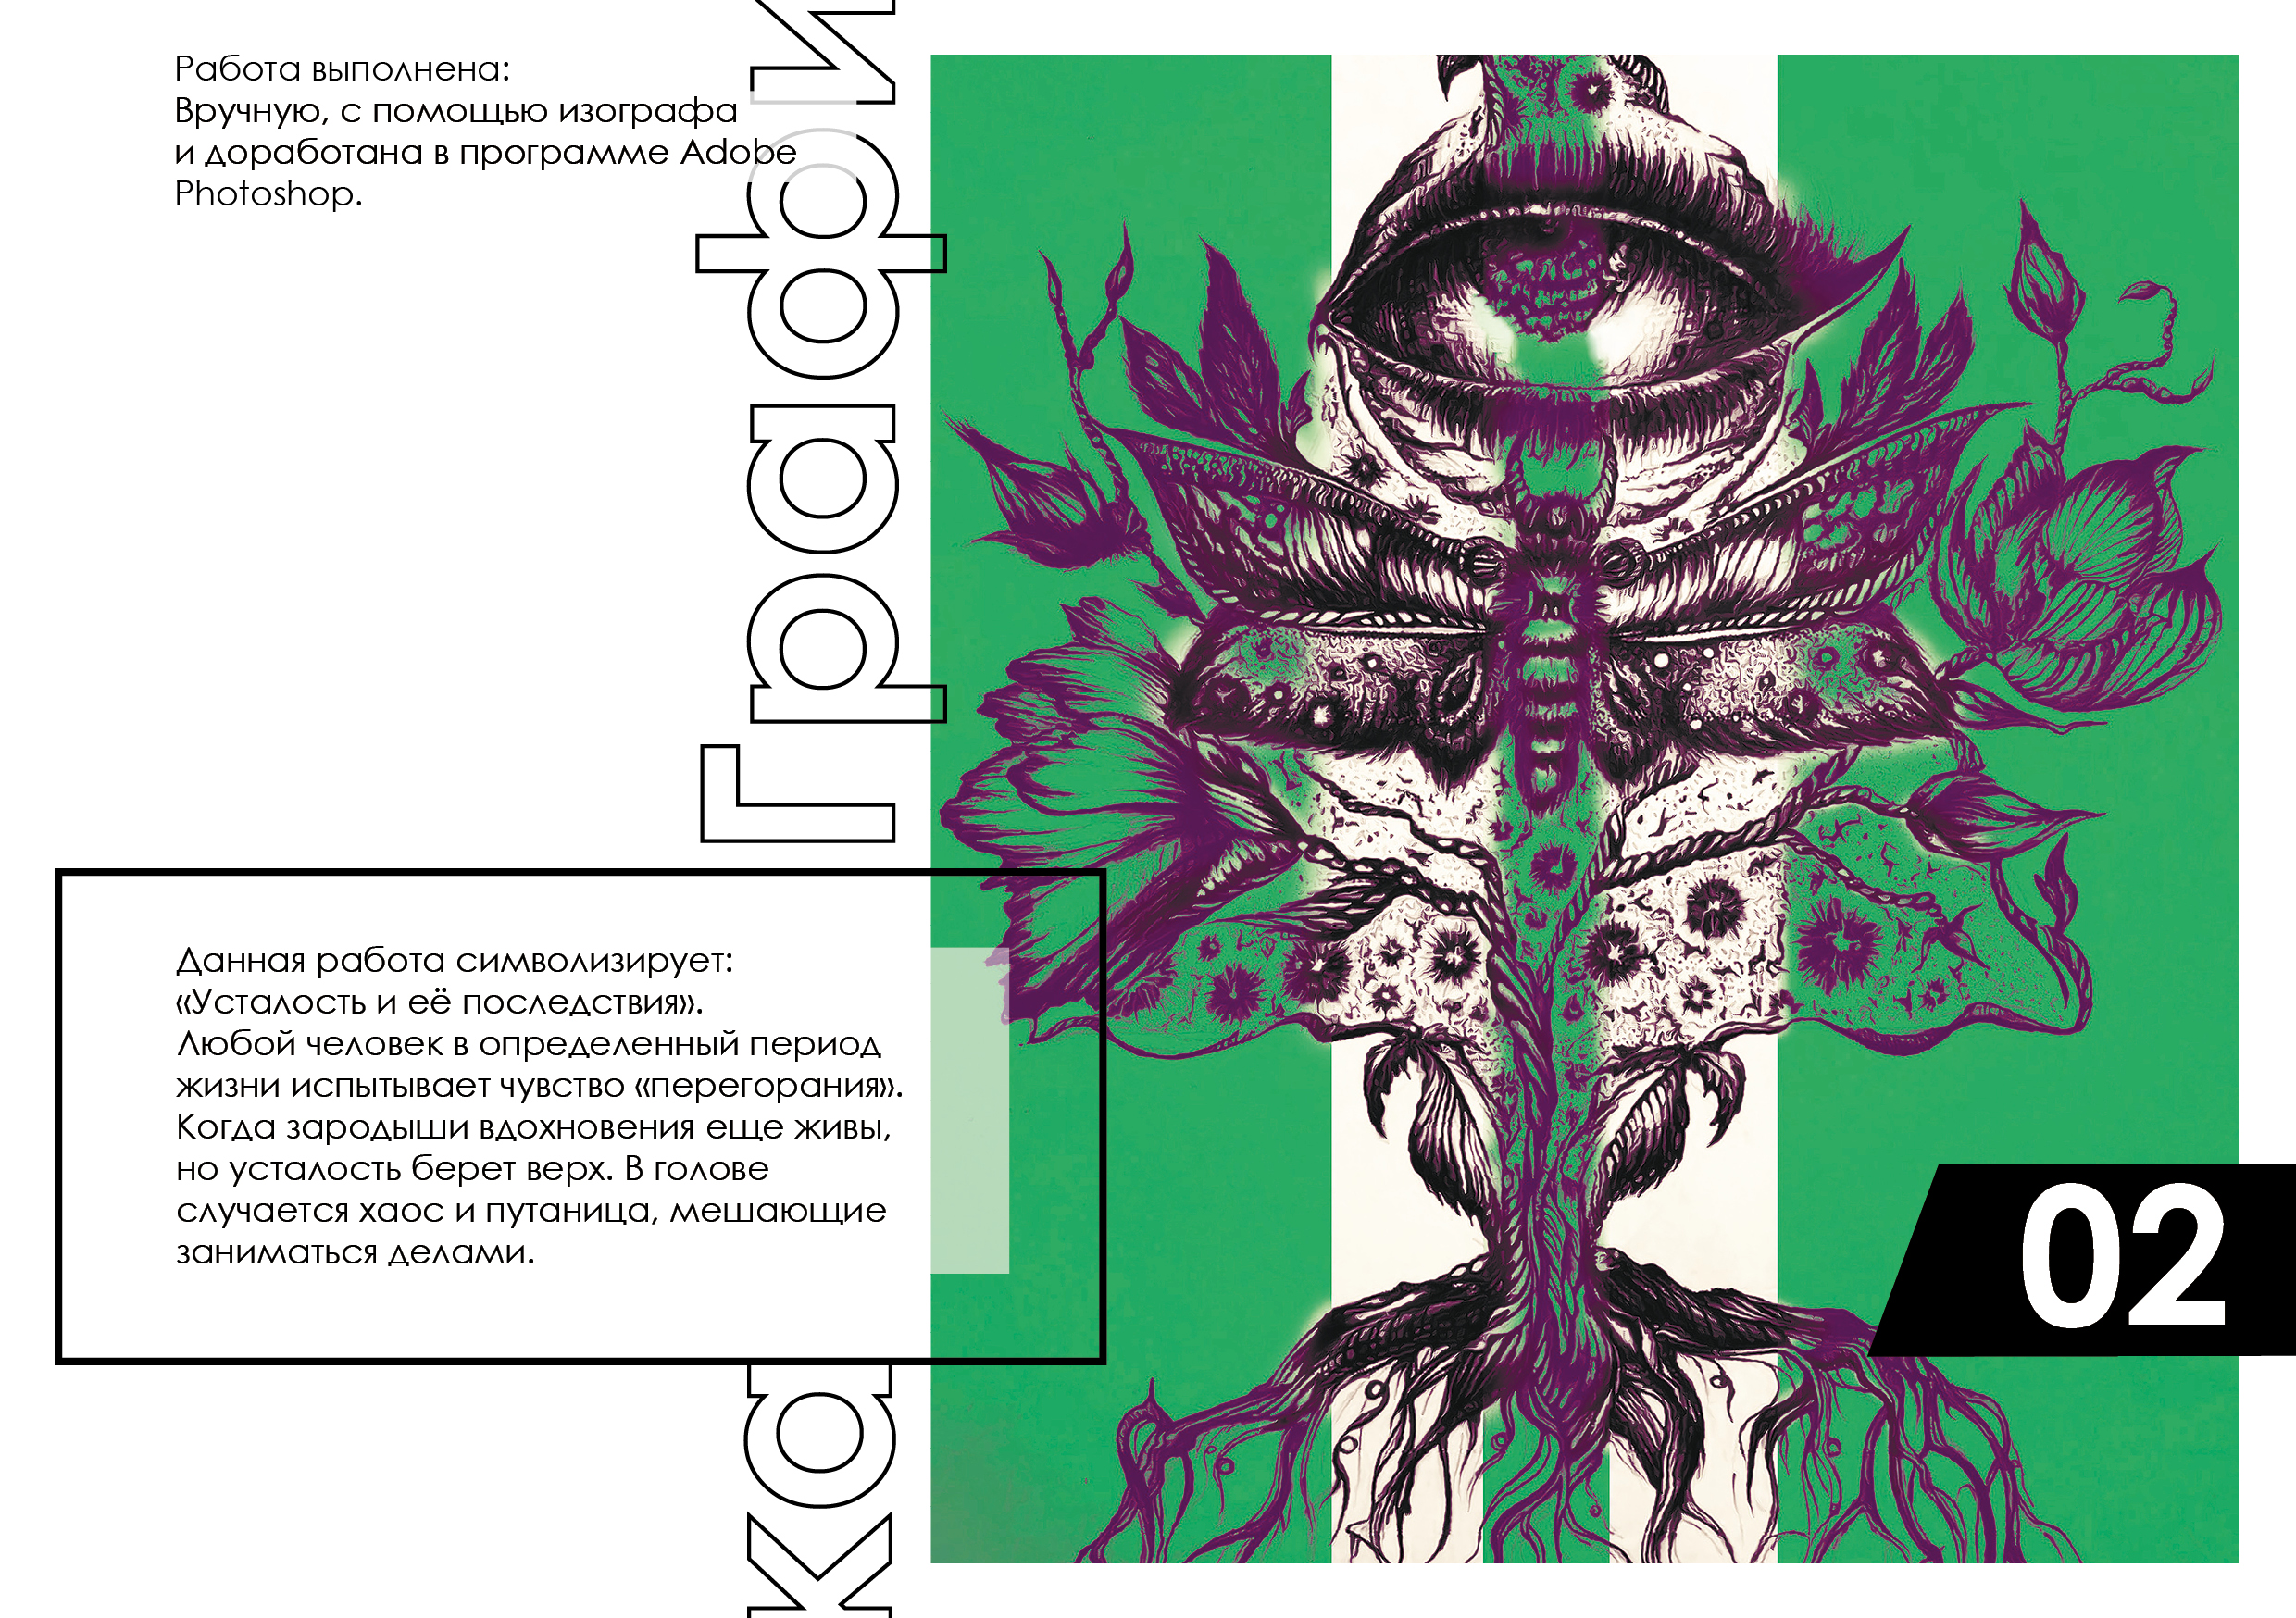 Работа выполнена:
Вручную, с помощью изографа
и доработана в программе Adobe
Photoshop.
Графика
Данная работа символизирует:
«Усталость и её последствия».
Любой человек в определенный период
жизни испытывает чувство «перегорания».
Когда зародыши вдохновения еще живы,
но усталость берет верх. В голове
случается хаос и путаница, мешающие
заниматься делами.
02